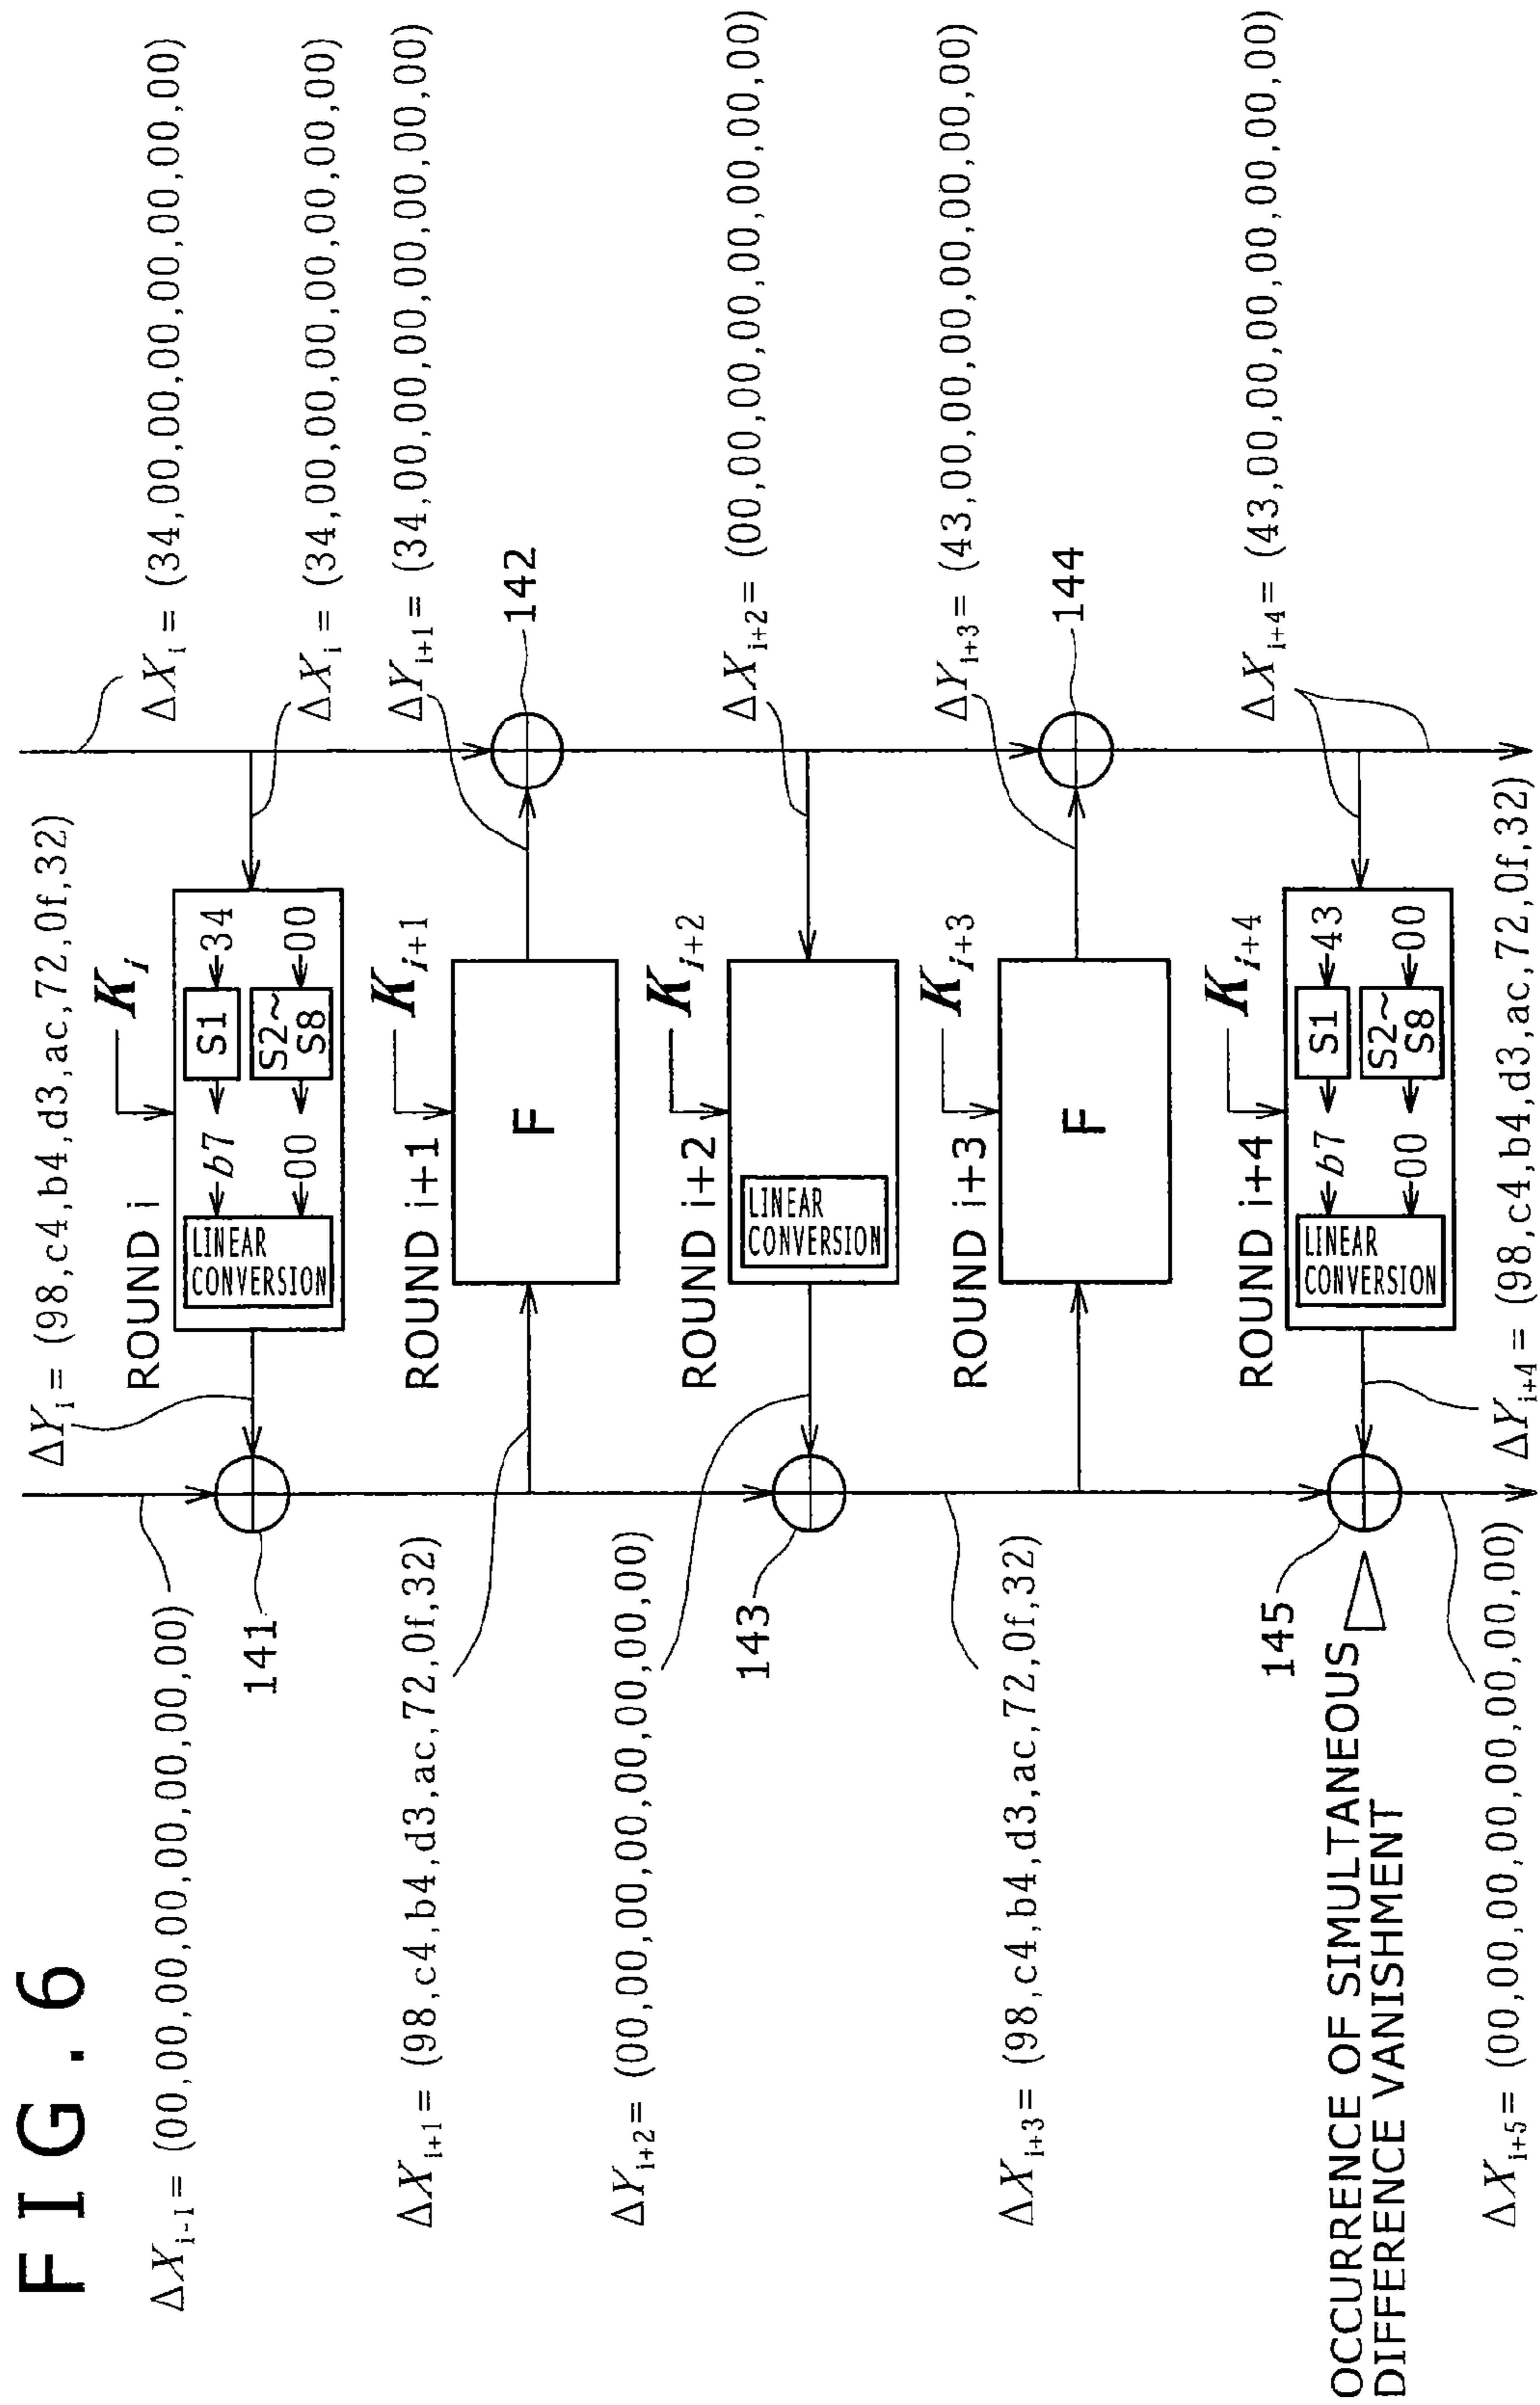 FIG. 6
ΔX_{i-1} = (00,00,00,00,00,00,00,00)
ΔY_i = (98,c4,b4,d3,ac,72,0f,32)
ΔX_i = (34,00,00,00,00,00,00,00)
K_i
ROUND i
LINEAR
CONVERSION
b7
S1
34
00
S2~
S8
00
141
ΔX_i = (34,00,00,00,00,00,00,00)
ΔX_{i+1} = (98,c4,b4,d3,ac,72,0f,32)
ROUND i+1
K_{i+1}
F
ΔY_{i+1} = (34,00,00,00,00,00,00,00)
142
ΔY_{i+2} = (00,00,00,00,00,00,00,00)
ROUND i+2
K_{i+2}
LINEAR
CONVERSION
ΔX_{i+2} = (00,00,00,00,00,00,00,00)
143
ΔX_{i+3} = (98,c4,b4,d3,ac,72,0f,32)
ROUND i+3
K_{i+3}
F
ΔY_{i+3} = (43,00,00,00,00,00,00,00)
144
145
ROUND i+4
K_{i+4}
LINEAR
CONVERSION
b7
S1
43
00
S2~
S8
00
ΔX_{i+4} = (43,00,00,00,00,00,00,00)
OCCURRENCE OF SIMULTANEOUS
DIFFERENCE VANISHMENT
ΔX_{i+5} = (00,00,00,00,00,00,00,00)
ΔY_{i+4} = (98,c4,b4,d3,ac,72,0f,32)